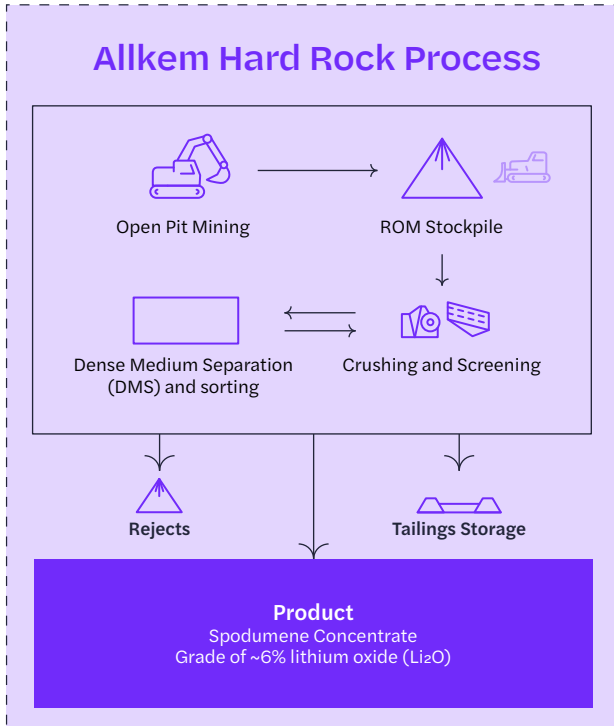 Allkem Hard Rock Process
Open Pit Mining
ROM Stockpile
Dense Medium Separation
(DMS) and sorting
Crushing and Screening
Rejects
Tailings Storage
Product
Spodumene Concentrate
Grade of ~6% lithium oxide (Li₂O)